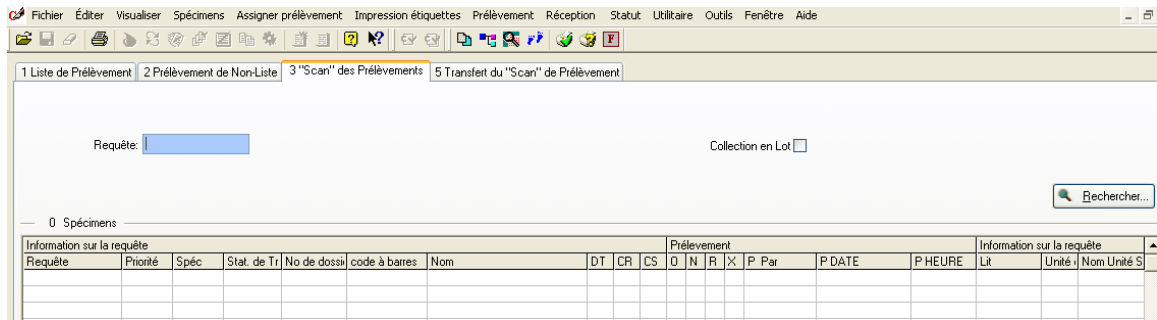 Fichier Éditer Visualiser Spécimens Assigner prélèvement Impression étiquettes Prélèvement Réception Statut Utilitaire Outils Fenêtre Aide
1 Liste de Prélèvement 2 Prélèvement de Non-Liste 3 "Scan" des Prélèvements 5 Transfert du "Scan" de Prélèvement
Requête: Collection en Lot
Rechercher...
0 Spécimens
Information sur la requête Prélevement Information sur la requête
Requête Priorité Spéc Stat. de Tr No de dossi code à barres Nom DT CR CS O N R X P Par P DATE P HEURE Lit Unité Nom Unité S